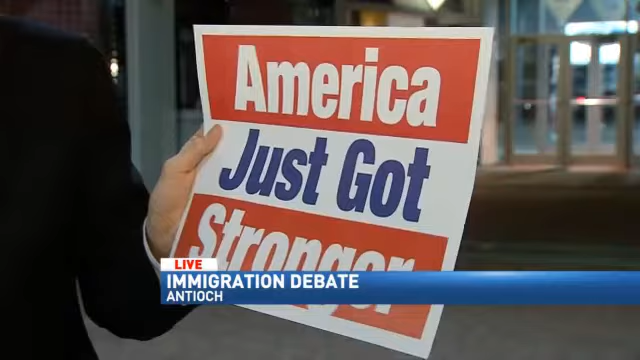 America
Just Got
Stronger
LIVE
IMMIGRATION DEBATE
ANTIOCH